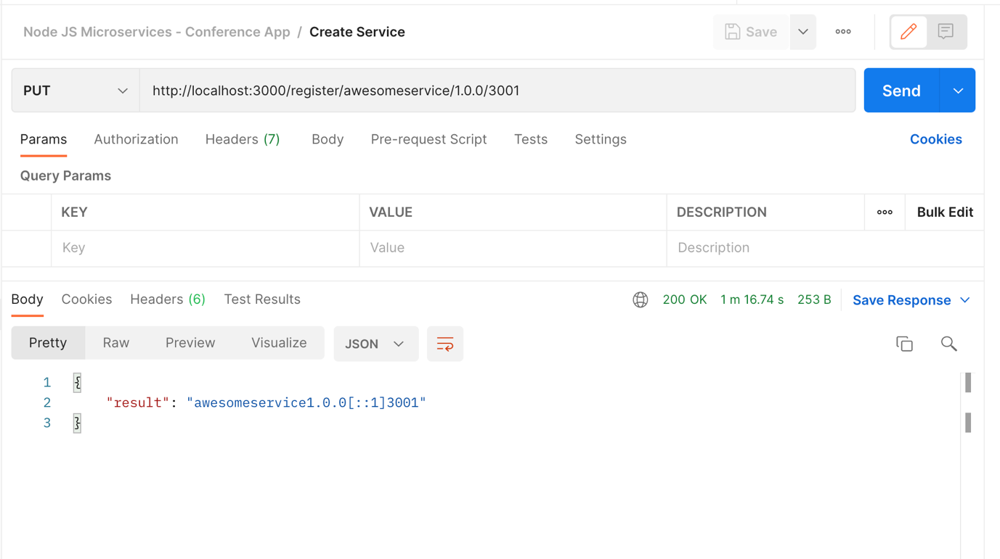 Node JS Microservices - Conference App / Create Service
Save
PUT
http://localhost:3000/register/awesomeservice/1.0.0/3001
Send
Params Authorization Headers (7) Body Pre-request Script Tests Settings Cookies
Query Params
KEY VALUE DESCRIPTION Bulk Edit
Key Value Description
Body Cookies Headers (6) Test Results 200 OK 1 m 16.74 s 253 B Save Response
Pretty Raw Preview Visualize JSON
1 {
2 "result": "awesomeservice1.0.0[::1]3001"
3 }